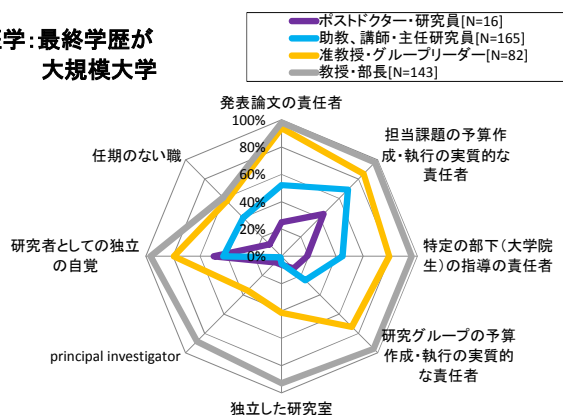 学：最終学歴が
大規模大学
ポストドクター・研究員[N=16]
助教、講師・主任研究員[N=165]
准教授・グループリーダー[N=82]
教授・部長[N=143]
発表論文の責任者
担当課題の予算作
成・執行の実質的な
責任者
特定の部下（大学院
生）の指導の責任者
研究グループの予算
作成・執行の実質的
な責任者
独立した研究室
principal investigator
研究者としての独立
の自覚
任期のない職
100%
80%
60%
40%
20%
0%